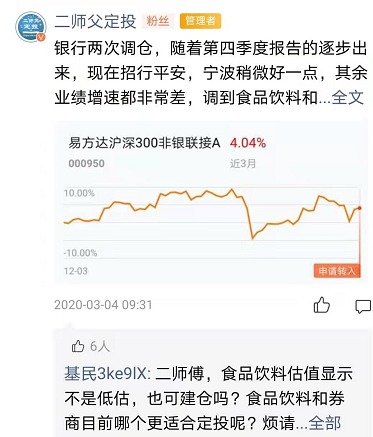 二师父定投 粉丝 管理者
银行两次调仓，随着第四季度报告的逐步出
来，现在招行平安，宁波稍微好一点，其余
业绩增速都非常差，调到食品饮料和...全文
易方达沪深300非银联接A 4.04%
000950 近3月
10.00%
-10.00%
12-03 申请转入
2020-03-04 09:31
6人
基民3ke9lX: 二师傅，食品饮料估值显示
不是低估，也可建仓吗？食品饮料和券
商目前哪个更适合定投呢？烦请...全部